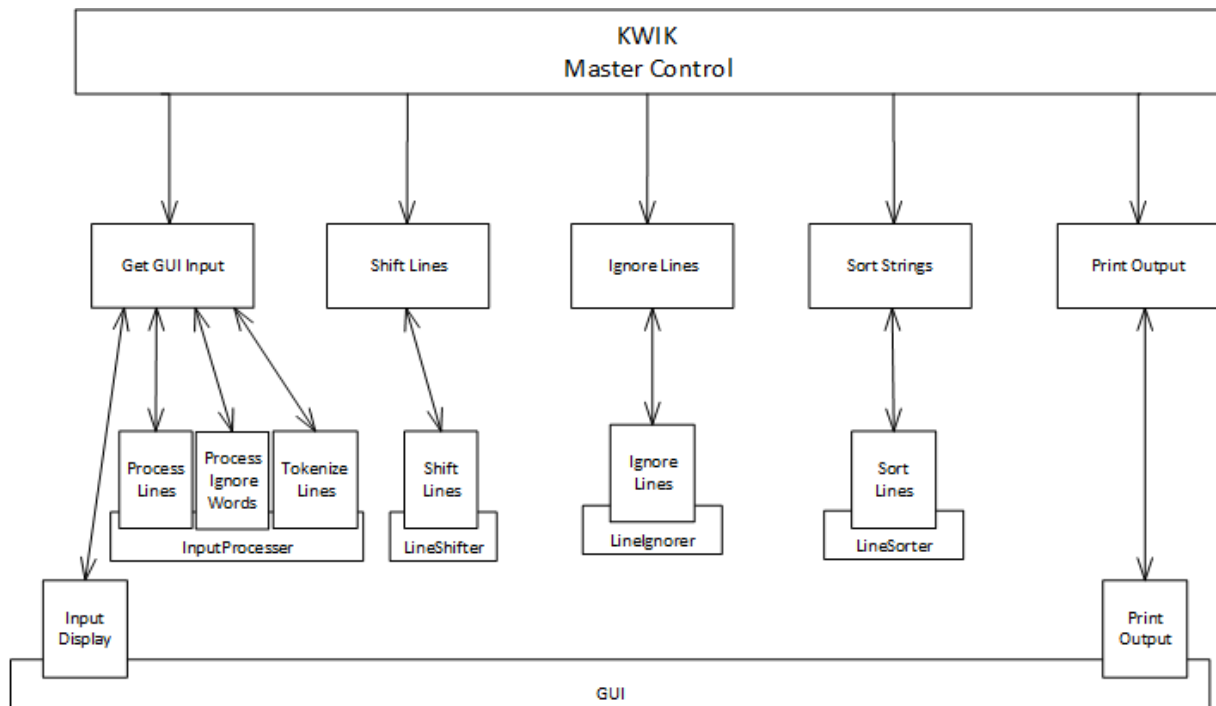 KWIK
Master Control
Get GUI Input
Shift Lines
Ignore Lines
Sort Strings
Print Output
Process
Lines
Process
Ignore
Words
Tokenize
Lines
Shift
Lines
Ignore
Lines
Sort
Lines
InputProcesser
LineShifter
LineIgnorer
LineSorter
Input
Display
Print
Output
GUI